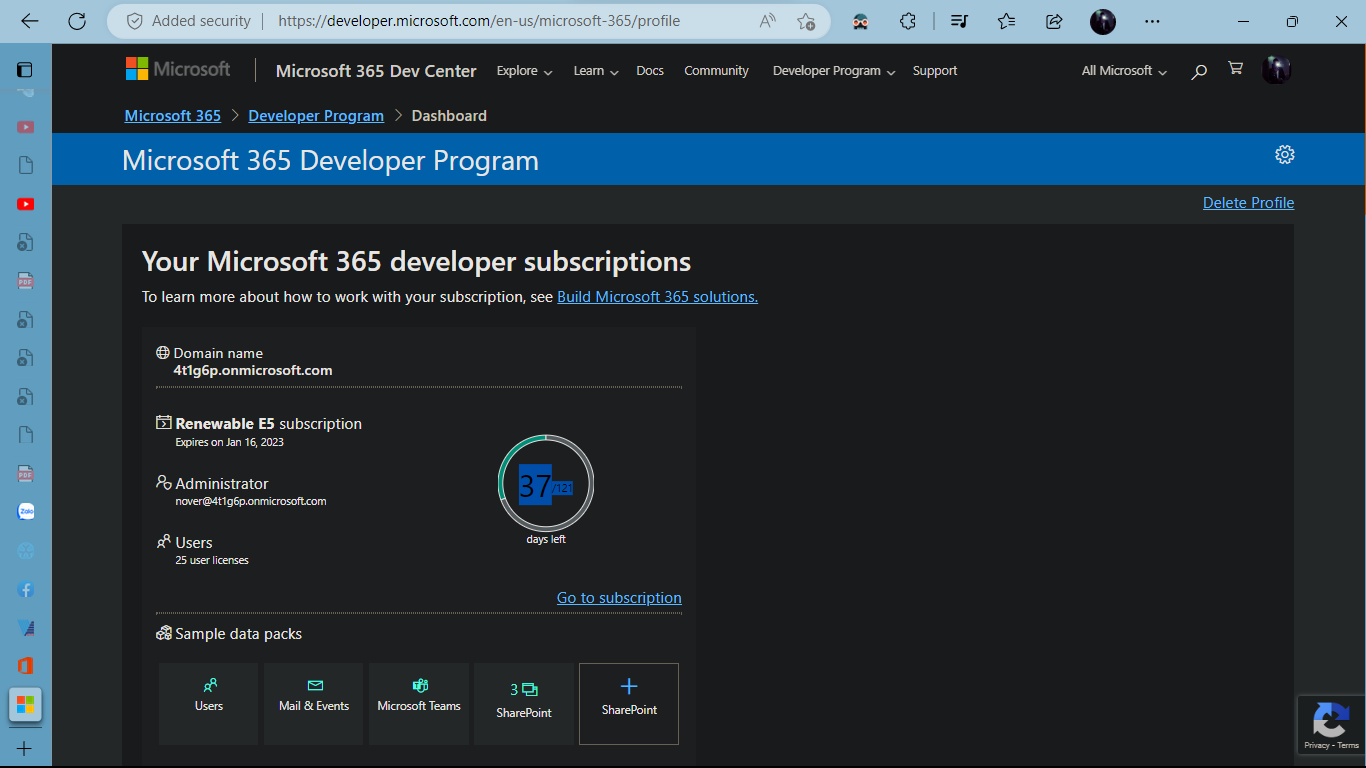 Added security
https://developer.microsoft.com/en-us/microsoft-365/profile
Microsoft
Microsoft 365 Dev Center
Explore
Learn
Docs
Community
Developer Program
Support
All Microsoft
Microsoft 365 > Developer Program > Dashboard
Microsoft 365 Developer Program
Delete Profile
Your Microsoft 365 developer subscriptions
To learn more about how to work with your subscription, see Build Microsoft 365 solutions.
Domain name
4t1g6p.onmicrosoft.com
Renewable E5 subscription
Expires on Jan 16, 2023
Administrator
nover@4t1g6p.onmicrosoft.com
Users
25 user licenses
37/121
days left
Go to subscription
Sample data packs
Users
Mail & Events
Microsoft Teams
3
SharePoint
SharePoint
Privacy - Terms
PDF
PDF
Zalo